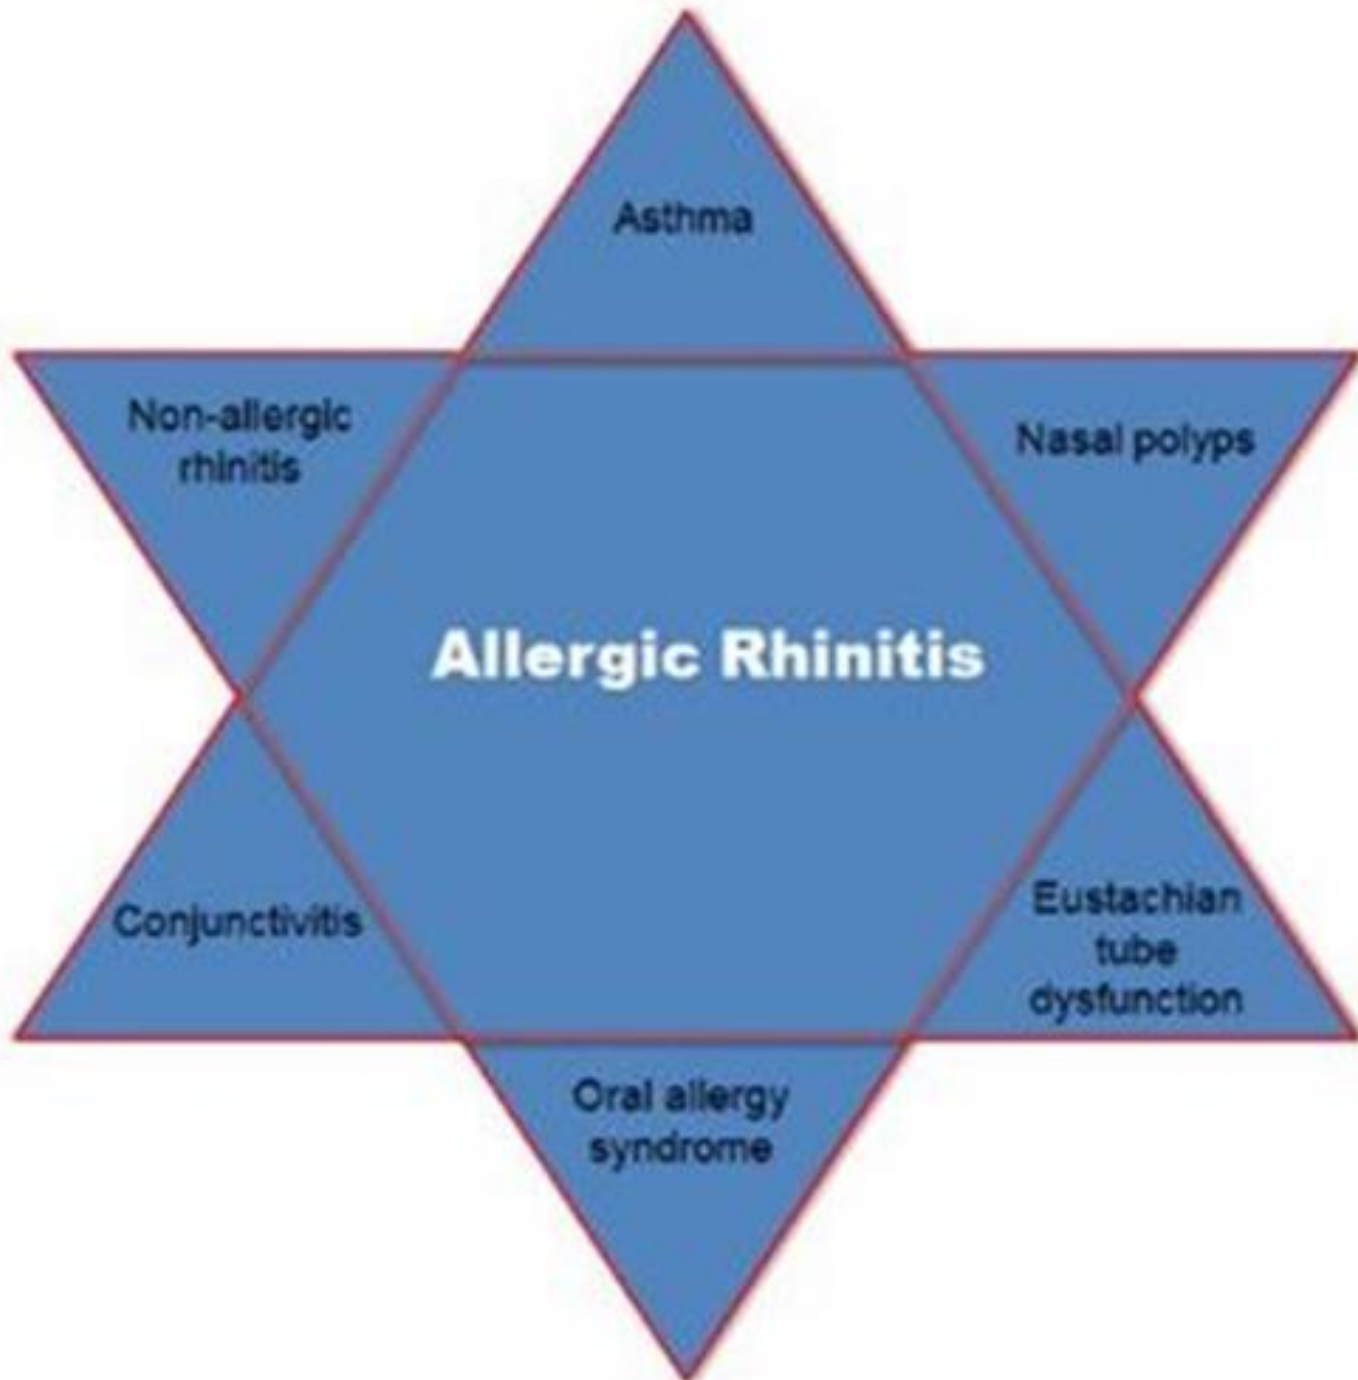 Asthma
Non-allergic
rhinitis
Nasal polyps
Allergic Rhinitis
Conjunctivitis
Eustachian
tube
dysfunction
Oral allergy
syndrome